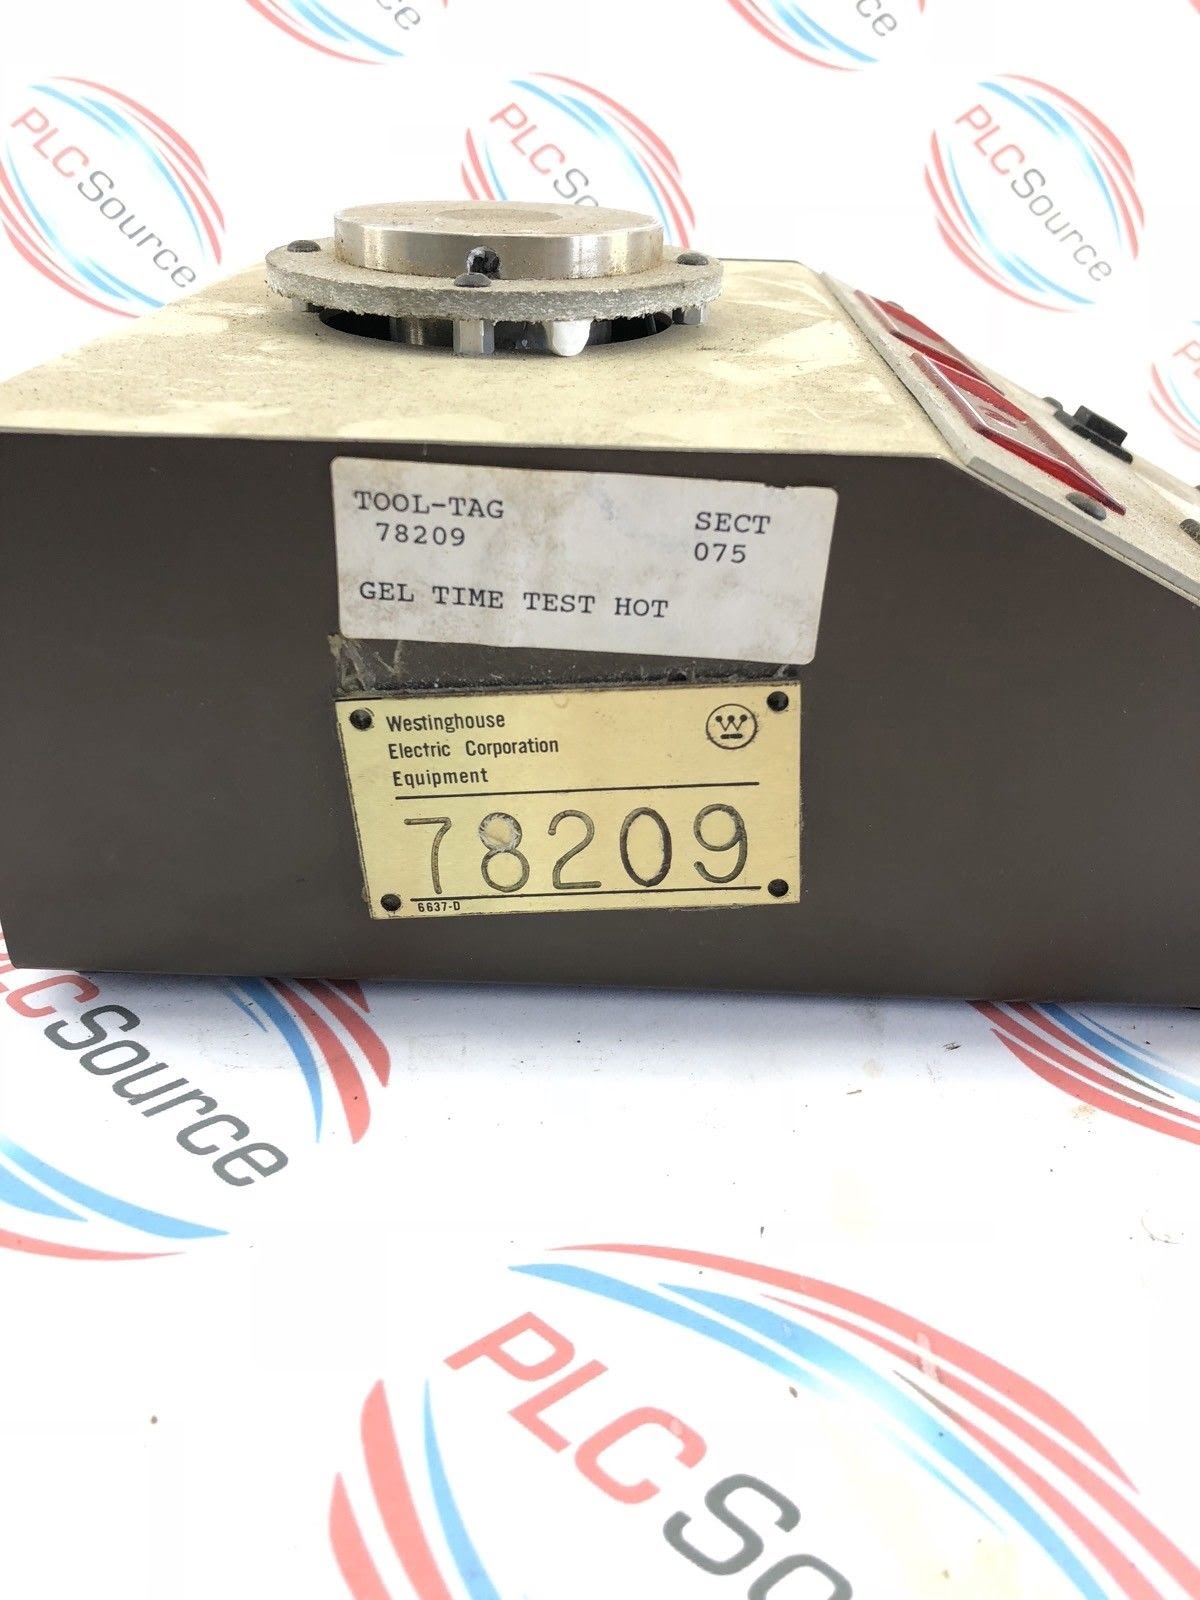 PLCSource
PLCSource
PLCSource
TOOL-TAG SECT
78209 075
GEL TIME TEST HOT
Westinghouse
Electric Corporation
Equipment
W
78209
6637-D
PLCSource